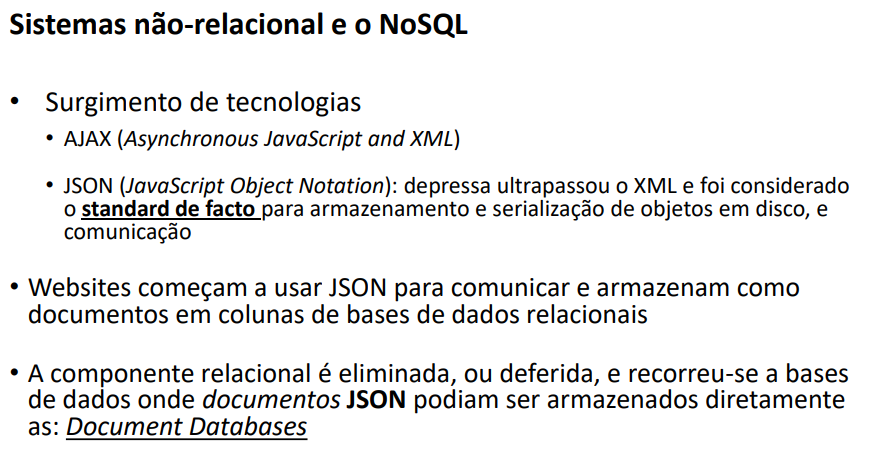 Sistemas não-relacional e o NoSQL
• Surgimento de tecnologias
• AJAX (Asynchronous JavaScript and XML)
• JSON (JavaScript Object Notation): depressa ultrapassou o XML e foi considerado
o standard de facto para armazenamento e serialização de objetos em disco, e
comunicação
• Websites começam a usar JSON para comunicar e armazenam como
documentos em colunas de bases de dados relacionais
• A componente relacional é eliminada, ou deferida, e recorreu-se a bases
de dados onde documentos JSON podiam ser armazenados diretamente
as: Document Databases